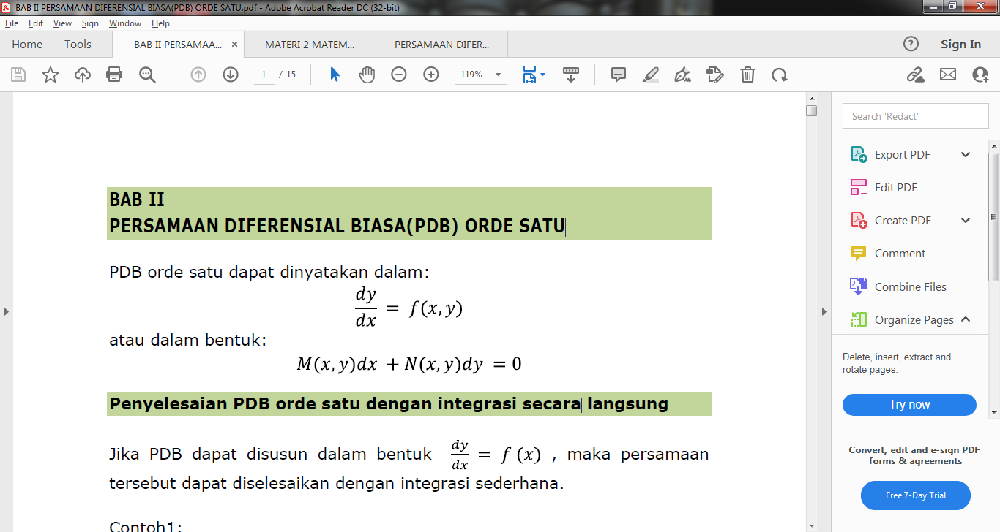 BAB II PERSAMAAN DIFERENSIAL BIASA(PDB) ORDE SATU.pdf - Adobe Acrobat Reader DC (32-bit)
File Edit View Sign Window Help
Home Tools BAB II PERSAMAA... × MATERI 2 MATEM... PERSAMAAN DIFER... ? Sign In
1 / 15 119%
BAB II
PERSAMAAN DIFERENSIAL BIASA(PDB) ORDE SATU
PDB orde satu dapat dinyatakan dalam:
dy/dx = f(x,y)
atau dalam bentuk:
M(x,y)dx + N(x,y)dy = 0
Penyelesaian PDB orde satu dengan integrasi secara langsung
Jika PDB dapat disusun dalam bentuk dy/dx = f (x) , maka persamaan
tersebut dapat diselesaikan dengan integrasi sederhana.
Contoh1:
Search 'Redact'
Export PDF
Edit PDF
Create PDF
Comment
Combine Files
Organize Pages
Delete, insert, extract and
rotate pages.
Try now
Convert, edit and e-sign PDF
forms & agreements
Free 7-Day Trial